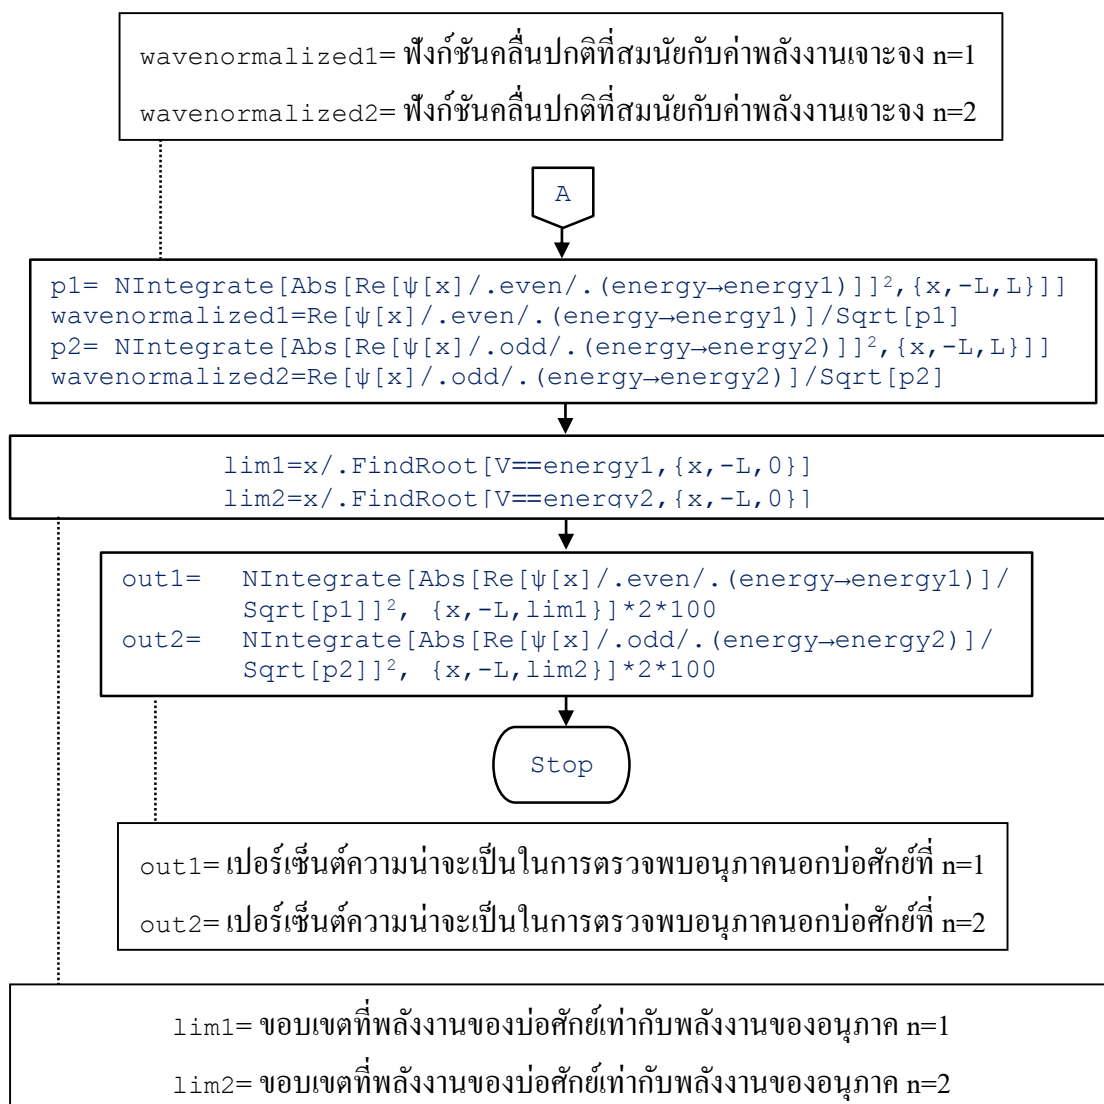 wavenormalized1= ฟังก์ชันคลื่นปกติที่สมนัยกับค่าพลังงานเจาะจง n=1
wavenormalized2= ฟังก์ชันคลื่นปกติที่สมนัยกับค่าพลังงานเจาะจง n=2
A
p1= NIntegrate[Abs[Re[ψ[x]/.even/.(energy→energy1)]]²,{x,-L,L}]]
wavenormalized1=Re[ψ[x]/.even/.(energy→energy1)]/Sqrt[p1]
p2= NIntegrate[Abs[Re[ψ[x]/.odd/.(energy→energy2)]]²,{x,-L,L}]]
wavenormalized2=Re[ψ[x]/.odd/.(energy→energy2)]/Sqrt[p2]
lim1=x/.FindRoot[V==energy1,{x,-L,0}]
lim2=x/.FindRoot[V==energy2,{x,-L,0}]
out1= NIntegrate[Abs[Re[ψ[x]/.even/.(energy→energy1)]/
Sqrt[p1]]², {x,-L,lim1}]*2*100
out2= NIntegrate[Abs[Re[ψ[x]/.odd/.(energy→energy2)]/
Sqrt[p2]]², {x,-L,lim2}]*2*100
Stop
out1= เปอร์เซ็นต์ความน่าจะเป็นในการตรวจพบอนุภาคนอกบ่อศักย์ที่ n=1
out2= เปอร์เซ็นต์ความน่าจะเป็นในการตรวจพบอนุภาคนอกบ่อศักย์ที่ n=2
lim1= ขอบเขตที่พลังงานของบ่อศักย์เท่ากับพลังงานของอนุภาค n=1
lim2= ขอบเขตที่พลังงานของบ่อศักย์เท่ากับพลังงานของอนุภาค n=2